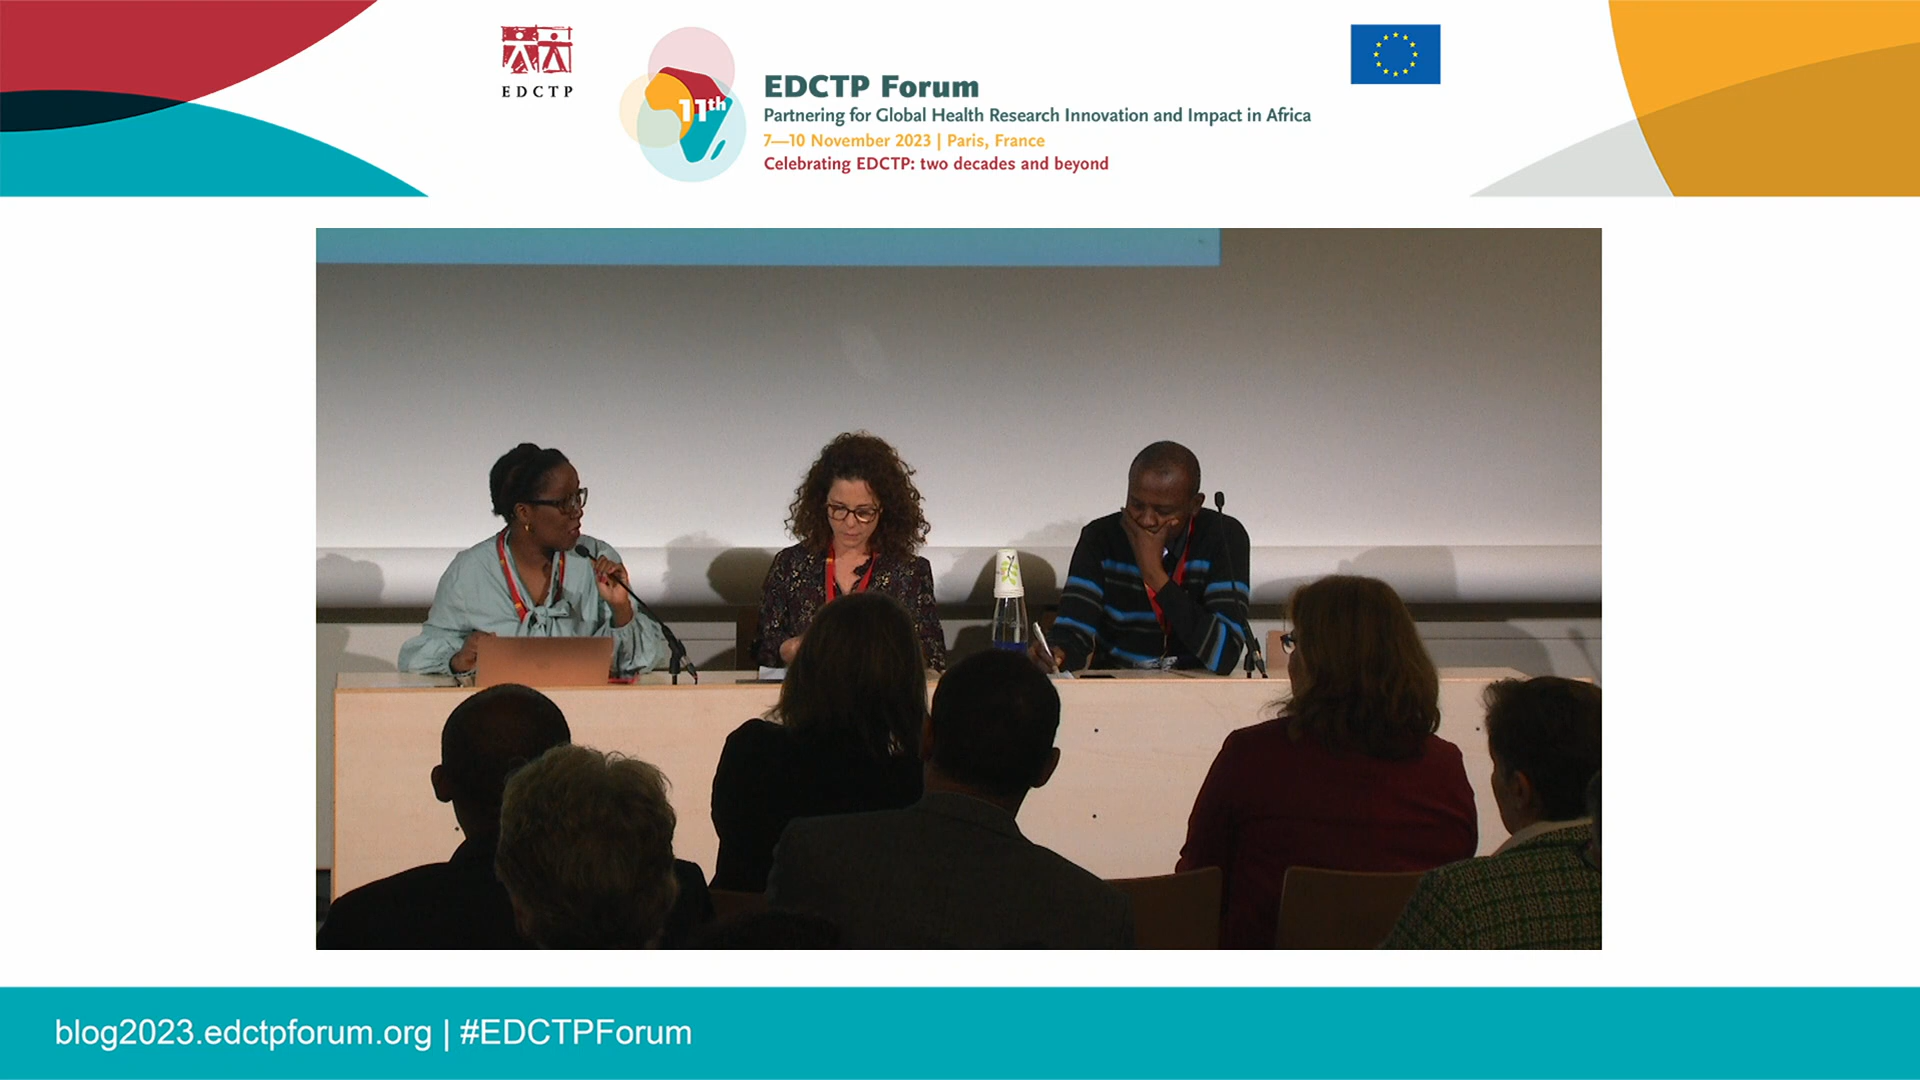 EDCTP
11th
EDCTP Forum
Partnering for Global Health Research Innovation and Impact in Africa
7—10 November 2023 | Paris, France
Celebrating EDCTP: two decades and beyond
blog2023.edctpforum.org | #EDCTPForum